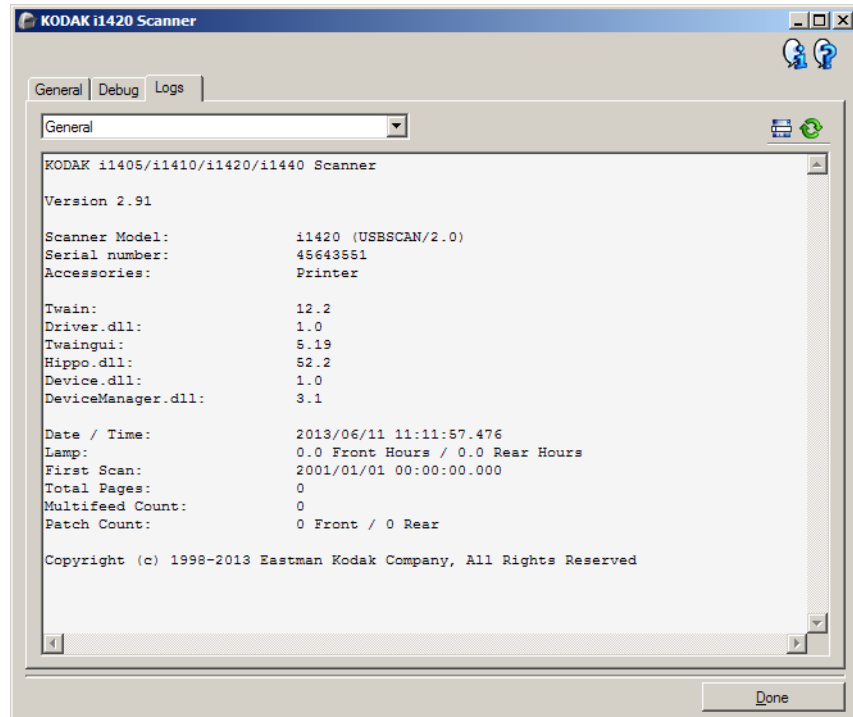 KODAK i1420 Scanner
General Debug Logs
General
KODAK i1405/i1410/i1420/i1440 Scanner
Version 2.91
Scanner Model: i1420 (USBSCAN/2.0)
Serial number: 45643551
Accessories: Printer
Twain: 12.2
Driver.dll: 1.0
Twaingui: 5.19
Hippo.dll: 52.2
Device.dll: 1.0
DeviceManager.dll: 3.1
Date / Time: 2013/06/11 11:11:57.476
Lamp: 0.0 Front Hours / 0.0 Rear Hours
First Scan: 2001/01/01 00:00:00.000
Total Pages: 0
Multifeed Count: 0
Patch Count: 0 Front / 0 Rear
Copyright (c) 1998-2013 Eastman Kodak Company, All Rights Reserved
Done